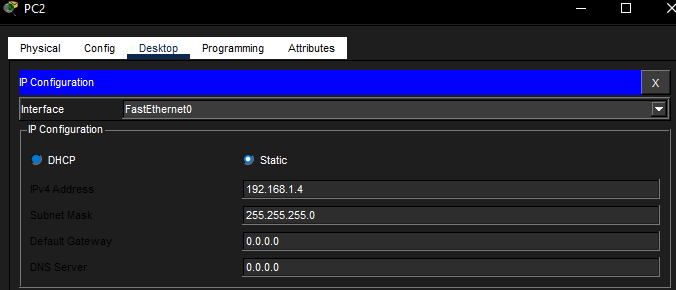 PC2
Physical Config Desktop Programming Attributes
IP Configuration X
Interface FastEthernet0
IP Configuration
DHCP Static
IPv4 Address 192.168.1.4
Subnet Mask 255.255.255.0
Default Gateway 0.0.0.0
DNS Server 0.0.0.0